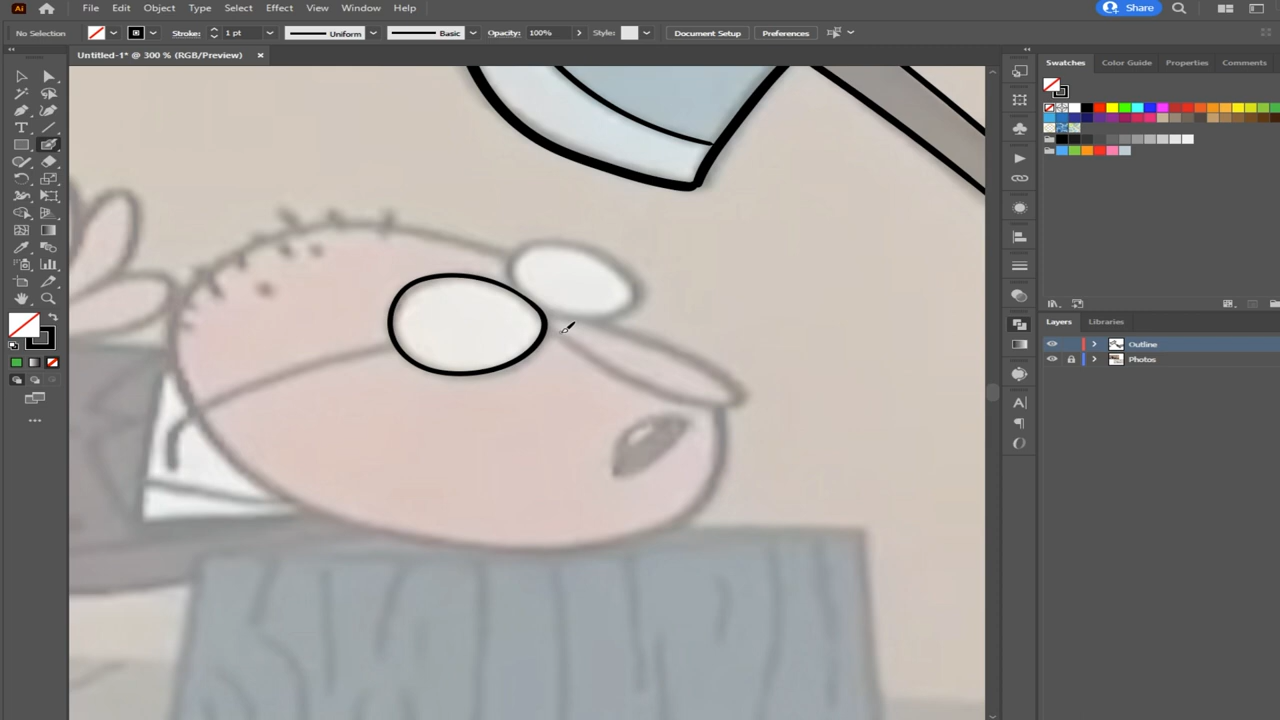 Ai File Edit Object Type Select Effect View Window Help Share
No Selection Stroke: 1 pt Uniform Basic Opacity: 100% Style: Document Setup Preferences
Untitled-1* @ 300 % (RGB/Preview) ×
Swatches Color Guide Properties Comments
Layers Libraries
Outline
Photos